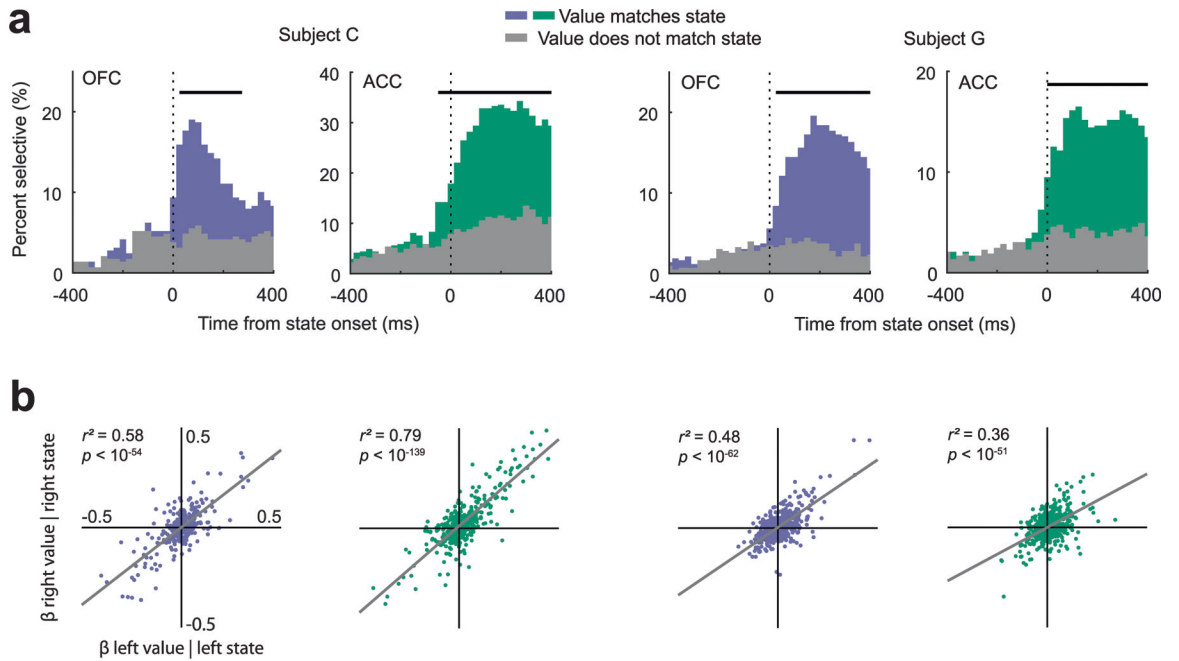 a
Value matches state
Value does not match state
Subject C
Subject G
Percent selective (%)
OFC
20
10
0
-400 0 400
ACC
40
30
20
10
0
-400 0 400
OFC
20
10
0
-400 0 400
ACC
20
10
0
-400 0 400
Time from state onset (ms)
Time from state onset (ms)
b
β right value | right state
r² = 0.58
p < 10⁻⁵⁴
0.5
-0.5
0.5
-0.5
β left value | left state
r² = 0.79
p < 10⁻¹³⁹
r² = 0.48
p < 10⁻⁶²
r² = 0.36
p < 10⁻⁵¹